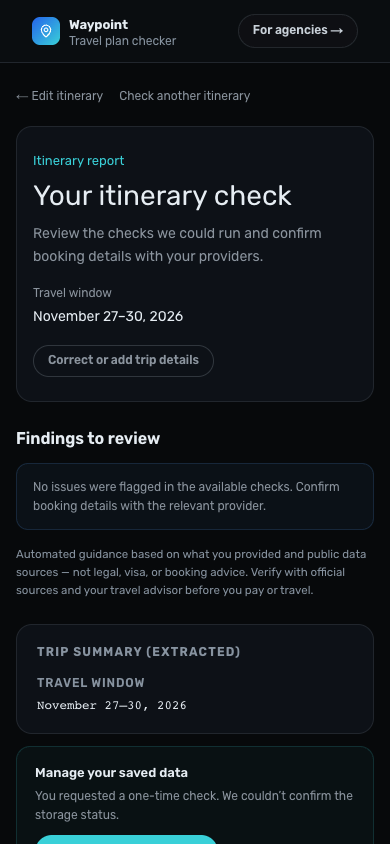 Waypoint
Travel plan checker
For agencies →
← Edit itinerary
Check another itinerary
Itinerary report
Your itinerary check
Review the checks we could run and confirm
booking details with your providers.
Travel window
November 27–30, 2026
Correct or add trip details
Findings to review
No issues were flagged in the available checks. Confirm
booking details with the relevant provider.
Automated guidance based on what you provided and public data
sources — not legal, visa, or booking advice. Verify with official
sources and your travel advisor before you pay or travel.
TRIP SUMMARY (EXTRACTED)
TRAVEL WINDOW
November 27–30, 2026
Manage your saved data
You requested a one-time check. We couldn't confirm the
storage status.